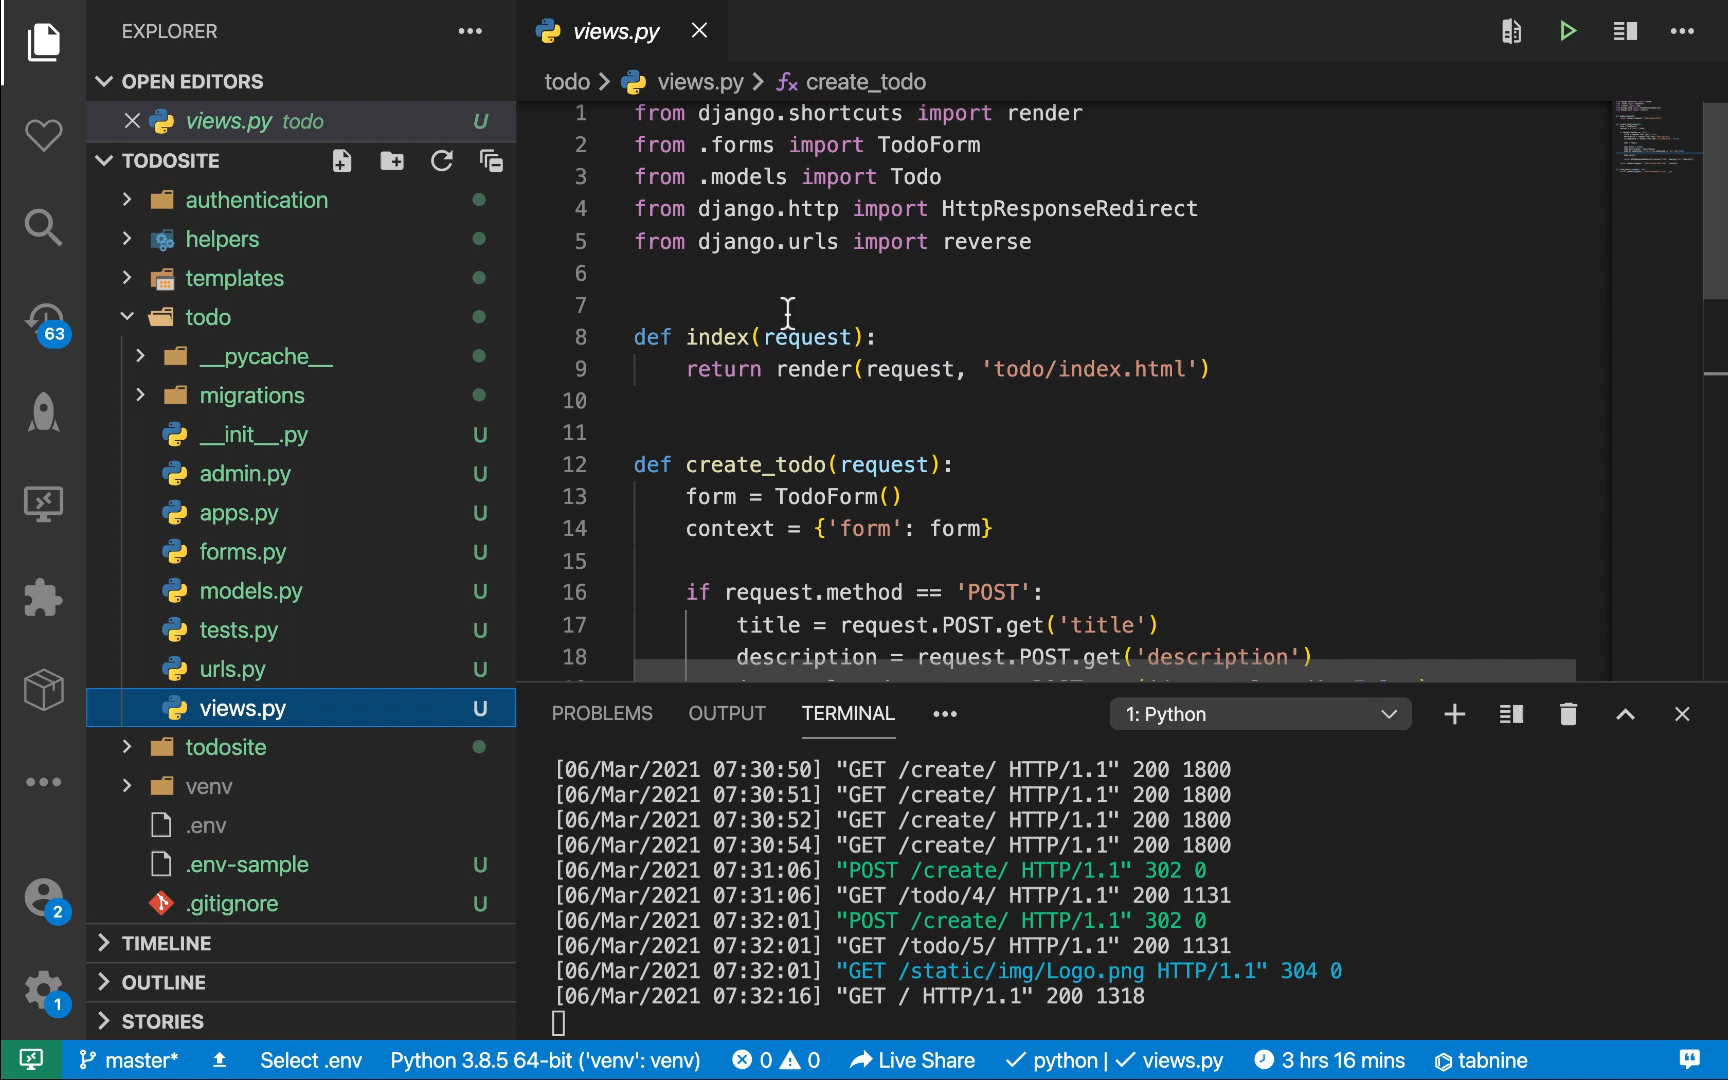 EXPLORER
OPEN EDITORS
views.py todo U
TODOSITE
authentication
helpers
templates
todo
__pycache__
migrations
__init__.py U
admin.py U
apps.py U
forms.py U
models.py U
tests.py U
urls.py U
views.py U
todosite
venv
.env
.env-sample U
.gitignore U
TIMELINE
OUTLINE
STORIES
63
2
1
views.py
todo > views.py > create_todo
1 from django.shortcuts import render
2 from .forms import TodoForm
3 from .models import Todo
4 from django.http import HttpResponseRedirect
5 from django.urls import reverse
6
7
8 def index(request):
9 return render(request, 'todo/index.html')
10
11
12 def create_todo(request):
13 form = TodoForm()
14 context = {'form': form}
15
16 if request.method == 'POST':
17 title = request.POST.get('title')
18 description = request.POST.get('description')
PROBLEMS OUTPUT TERMINAL 1: Python
[06/Mar/2021 07:30:50] "GET /create/ HTTP/1.1" 200 1800
[06/Mar/2021 07:30:51] "GET /create/ HTTP/1.1" 200 1800
[06/Mar/2021 07:30:52] "GET /create/ HTTP/1.1" 200 1800
[06/Mar/2021 07:30:54] "GET /create/ HTTP/1.1" 200 1800
[06/Mar/2021 07:31:06] "POST /create/ HTTP/1.1" 302 0
[06/Mar/2021 07:31:06] "GET /todo/4/ HTTP/1.1" 200 1131
[06/Mar/2021 07:32:01] "POST /create/ HTTP/1.1" 302 0
[06/Mar/2021 07:32:01] "GET /todo/5/ HTTP/1.1" 200 1131
[06/Mar/2021 07:32:01] "GET /static/img/Logo.png HTTP/1.1" 304 0
[06/Mar/2021 07:32:16] "GET / HTTP/1.1" 200 1318
master* Select .env Python 3.8.5 64-bit ('venv': venv) 0 0 Live Share python | views.py 3 hrs 16 mins tabnine